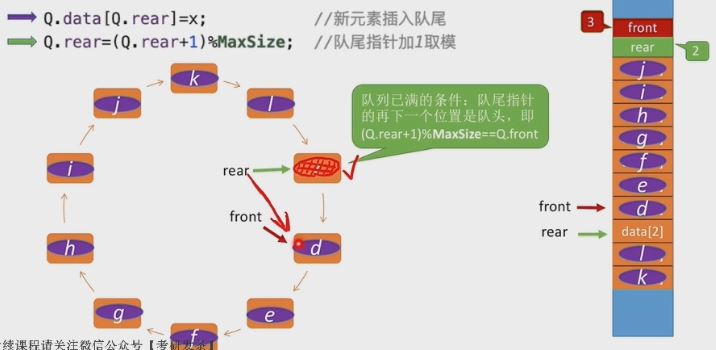 Q.data[Q.rear]=x; //新元素插入队尾
Q.rear=(Q.rear+1)%MaxSize; //队尾指针加1取模
队列已满的条件：队尾指针
的再下一个位置是队头，即
(Q.rear+1)%MaxSize==Q.front
k
l
j
i
rear
front
d
h
g
e
f
3
front
rear
2
j
i
h
g
f
e
front
d
rear
data[2]
l
k
续课程请关注微信公众号【考研